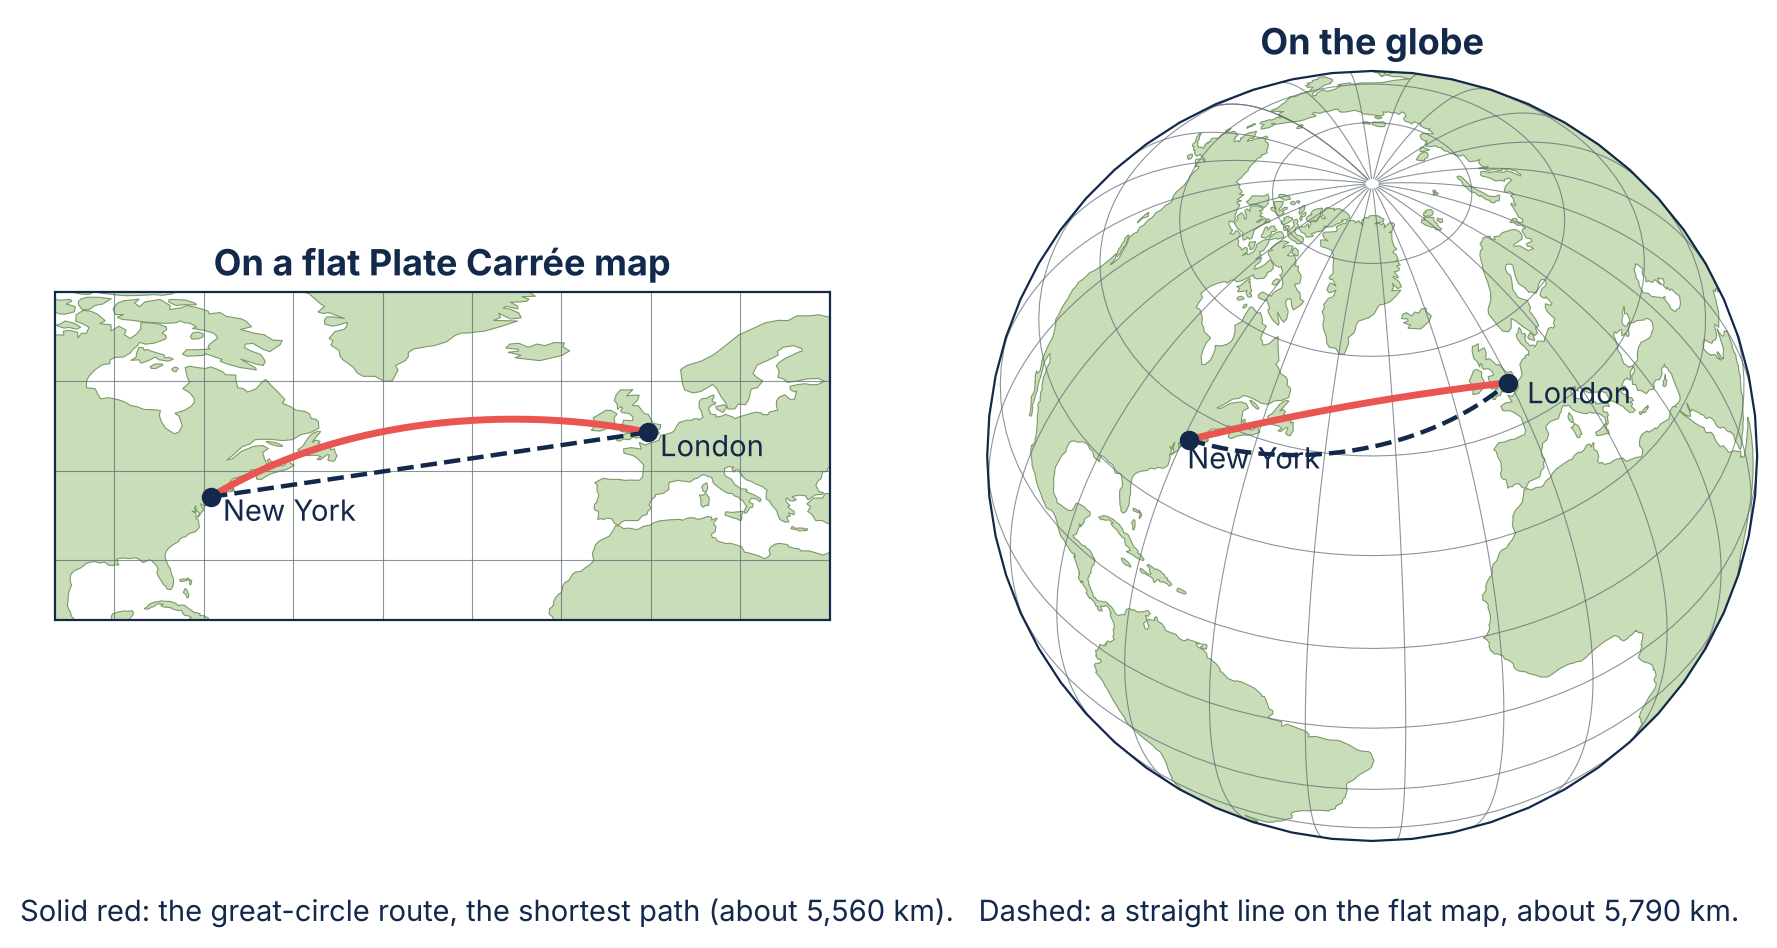 On the globe
On a flat Plate Carrée map
London
New York
London
New York
Solid red: the great-circle route, the shortest path (about 5,560 km). Dashed: a straight line on the flat map, about 5,790 km.